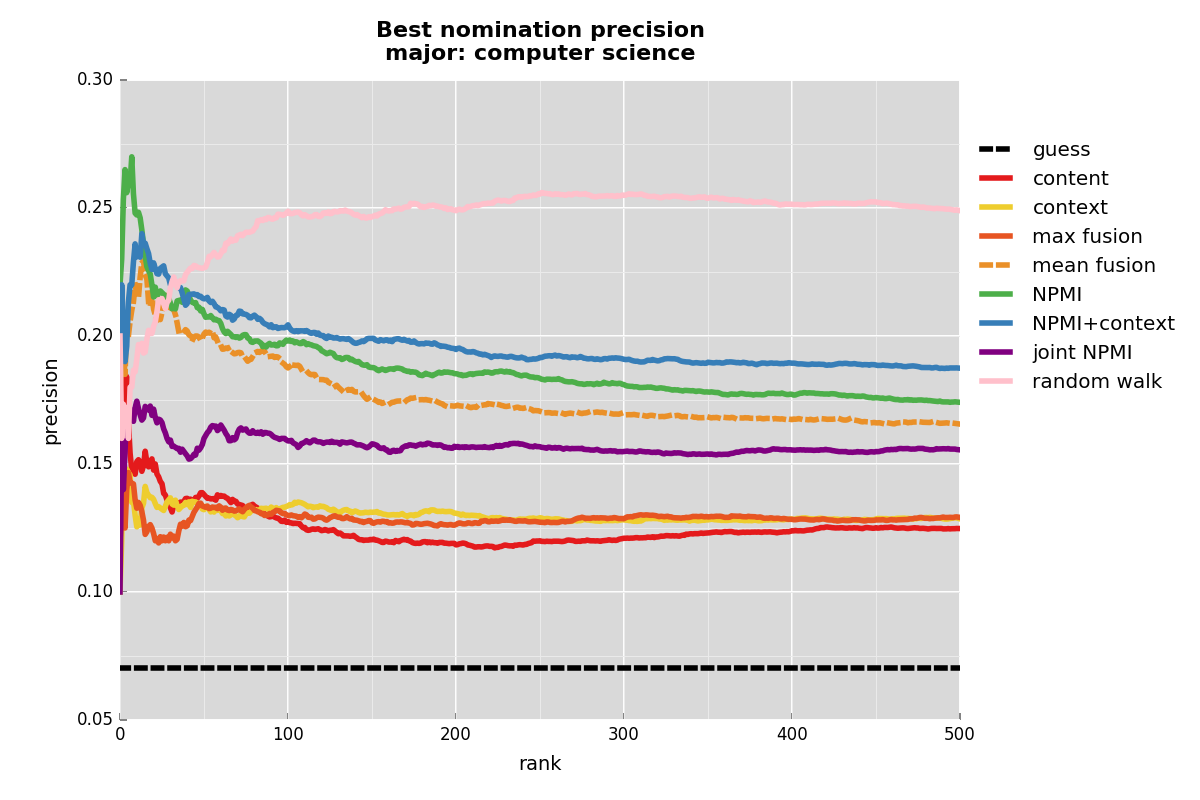 Best nomination precision
major: computer science
precision
0.30
0.25
0.20
0.15
0.10
0.05
0
100
200
300
400
500
rank
guess
content
context
max fusion
mean fusion
NPMI
NPMI+context
joint NPMI
random walk